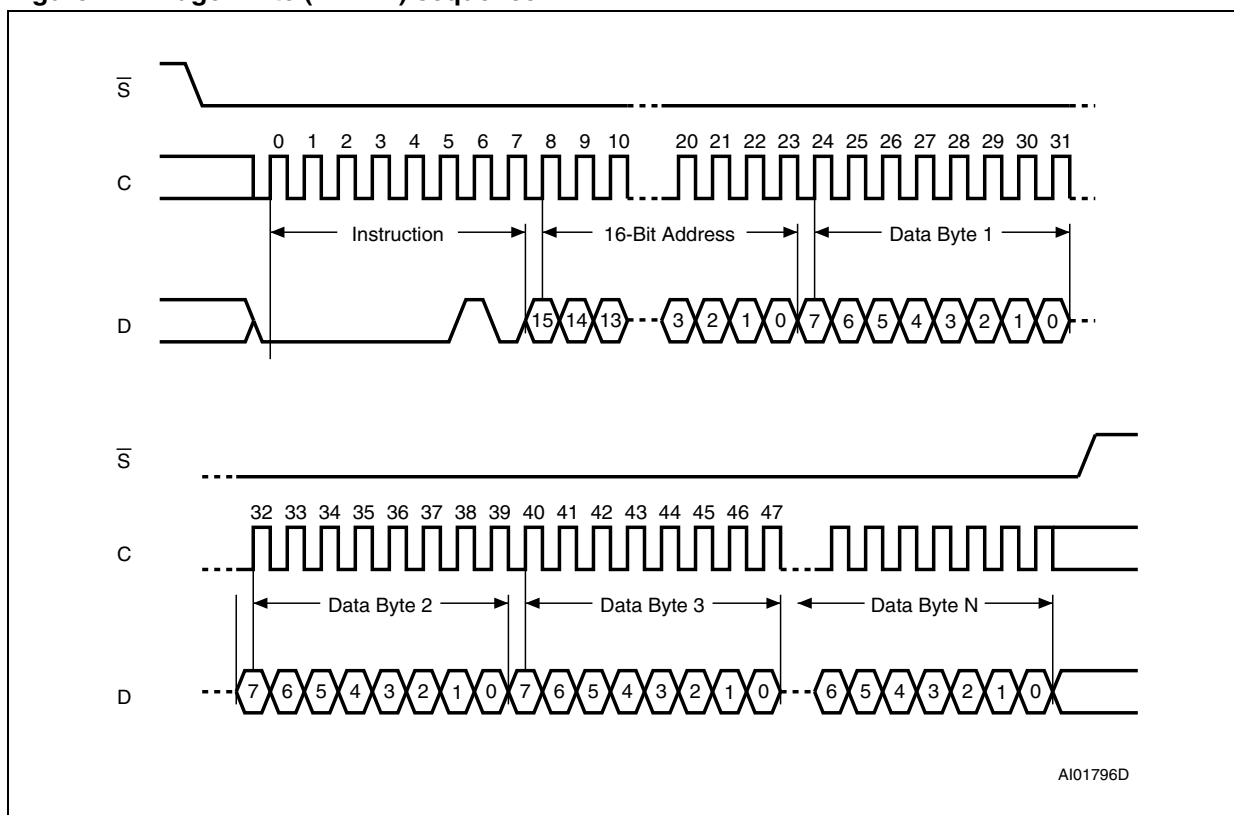 S
0 1 2 3 4 5 6 7 8 9 10 20 21 22 23 24 25 26 27 28 29 30 31
C
Instruction 16-Bit Address Data Byte 1
D
15 14 13 3 2 1 0 7 6 5 4 3 2 1 0
S
32 33 34 35 36 37 38 39 40 41 42 43 44 45 46 47
C
Data Byte 2 Data Byte 3 Data Byte N
D
7 6 5 4 3 2 1 0 7 6 5 4 3 2 1 0 6 5 4 3 2 1 0
AI01796D